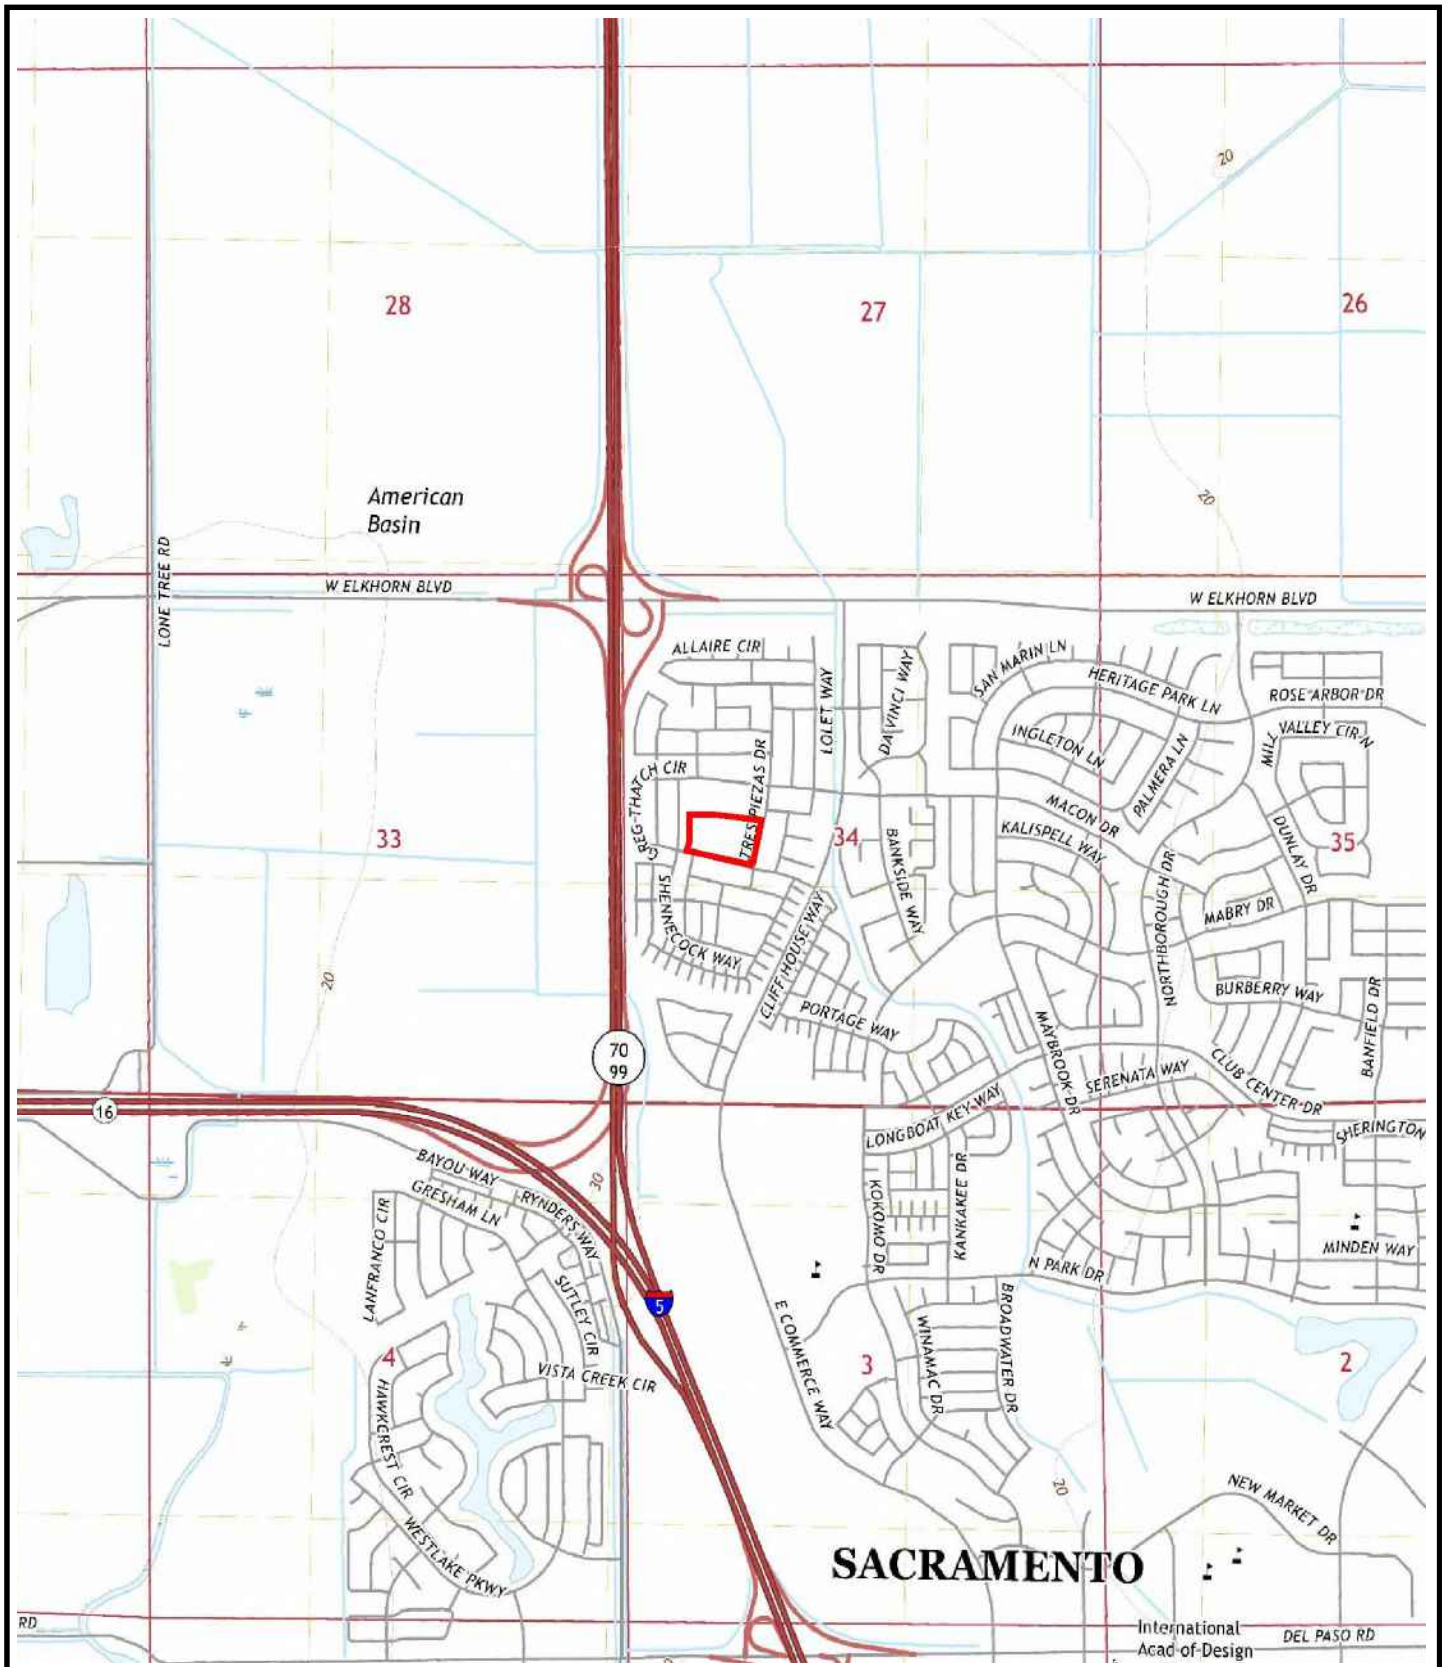 20
28
27
26
American
Basin
20
LONE TREE RD
W ELKHORN BLVD
W ELKHORN BLVD
ALLAIRE CIR
LOLET WAY
DA VINCI WAY
SAN MARIN LN
HERITAGE PARK LN
ROSE ARBOR DR
MILL VALLEY CIR N
INGLETON LN
PALMERA LN
GREG-THATCH CIR
TRES PIEZAS DR
MACON DR
KALISPELL WAY
33
34
35
BANKSIDE WAY
DUNLAY DR
SHENNECOCK WAY
CLIFF HOUSE WAY
NORTHBOROUGH DR
MABRY DR
20
BURBERRY WAY
BANFIELD DR
PORTAGE WAY
MAYBROOK DR
70
99
16
SERENATA WAY
CLUB CENTER DR
LONGBOAT KEY WAY
SHERINGTON
BAYOU WAY
GRESHAM LN
RYNDERS WAY
30
LANFRANCO CIR
KOKOMO DR
KANKAKEE DR
MINDEN WAY
N PARK DR
SUTLEY CIR
5
E COMMERCE WAY
WINAMAC DR
BROADWATER DR
4
3
2
VISTA CREEK CIR
HAWKCREST CIR
20
NEW MARKET DR
WESTLAKE PKWY
SACRAMENTO
RD
International
Acad of Design
DEL PASO RD